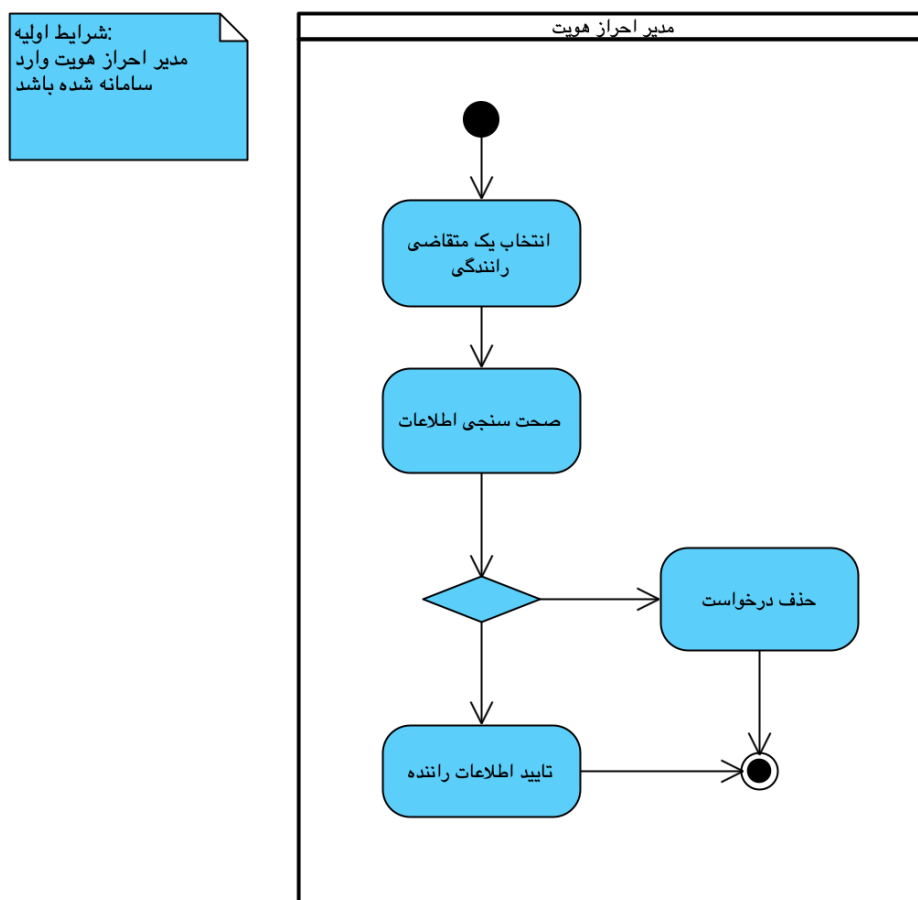 شرایط اولیه:
مدیر احراز هویت وارد
سامانه شده باشد
مدیر احراز هویت
انتخاب یک متقاضی
رانندگی
صحت سنجی اطلاعات
حذف درخواست
تایید اطلاعات راننده